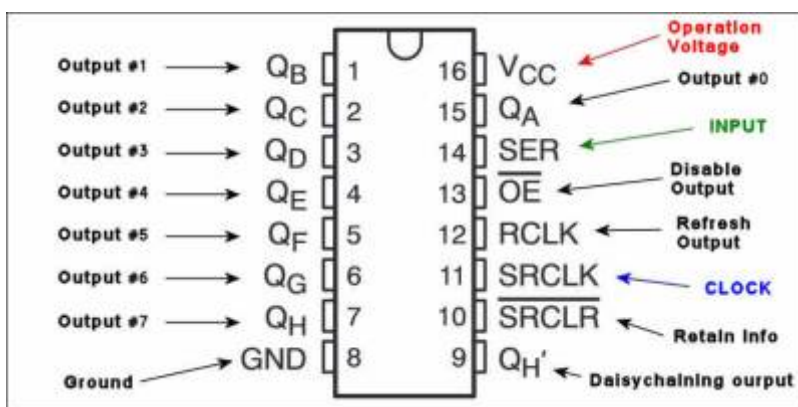 Output #1 QB 1 16 VCC Operation Voltage
Output #2 QC 2 15 QA Output #0
Output #3 QD 3 14 SER INPUT
Output #4 QE 4 13 OE Disable Output
Output #5 QF 5 12 RCLK Refresh Output
Output #6 QG 6 11 SRCLK CLOCK
Output #7 QH 7 10 SRCLR Retain Info
Ground GND 8 9 QH' Daisychaining ourput